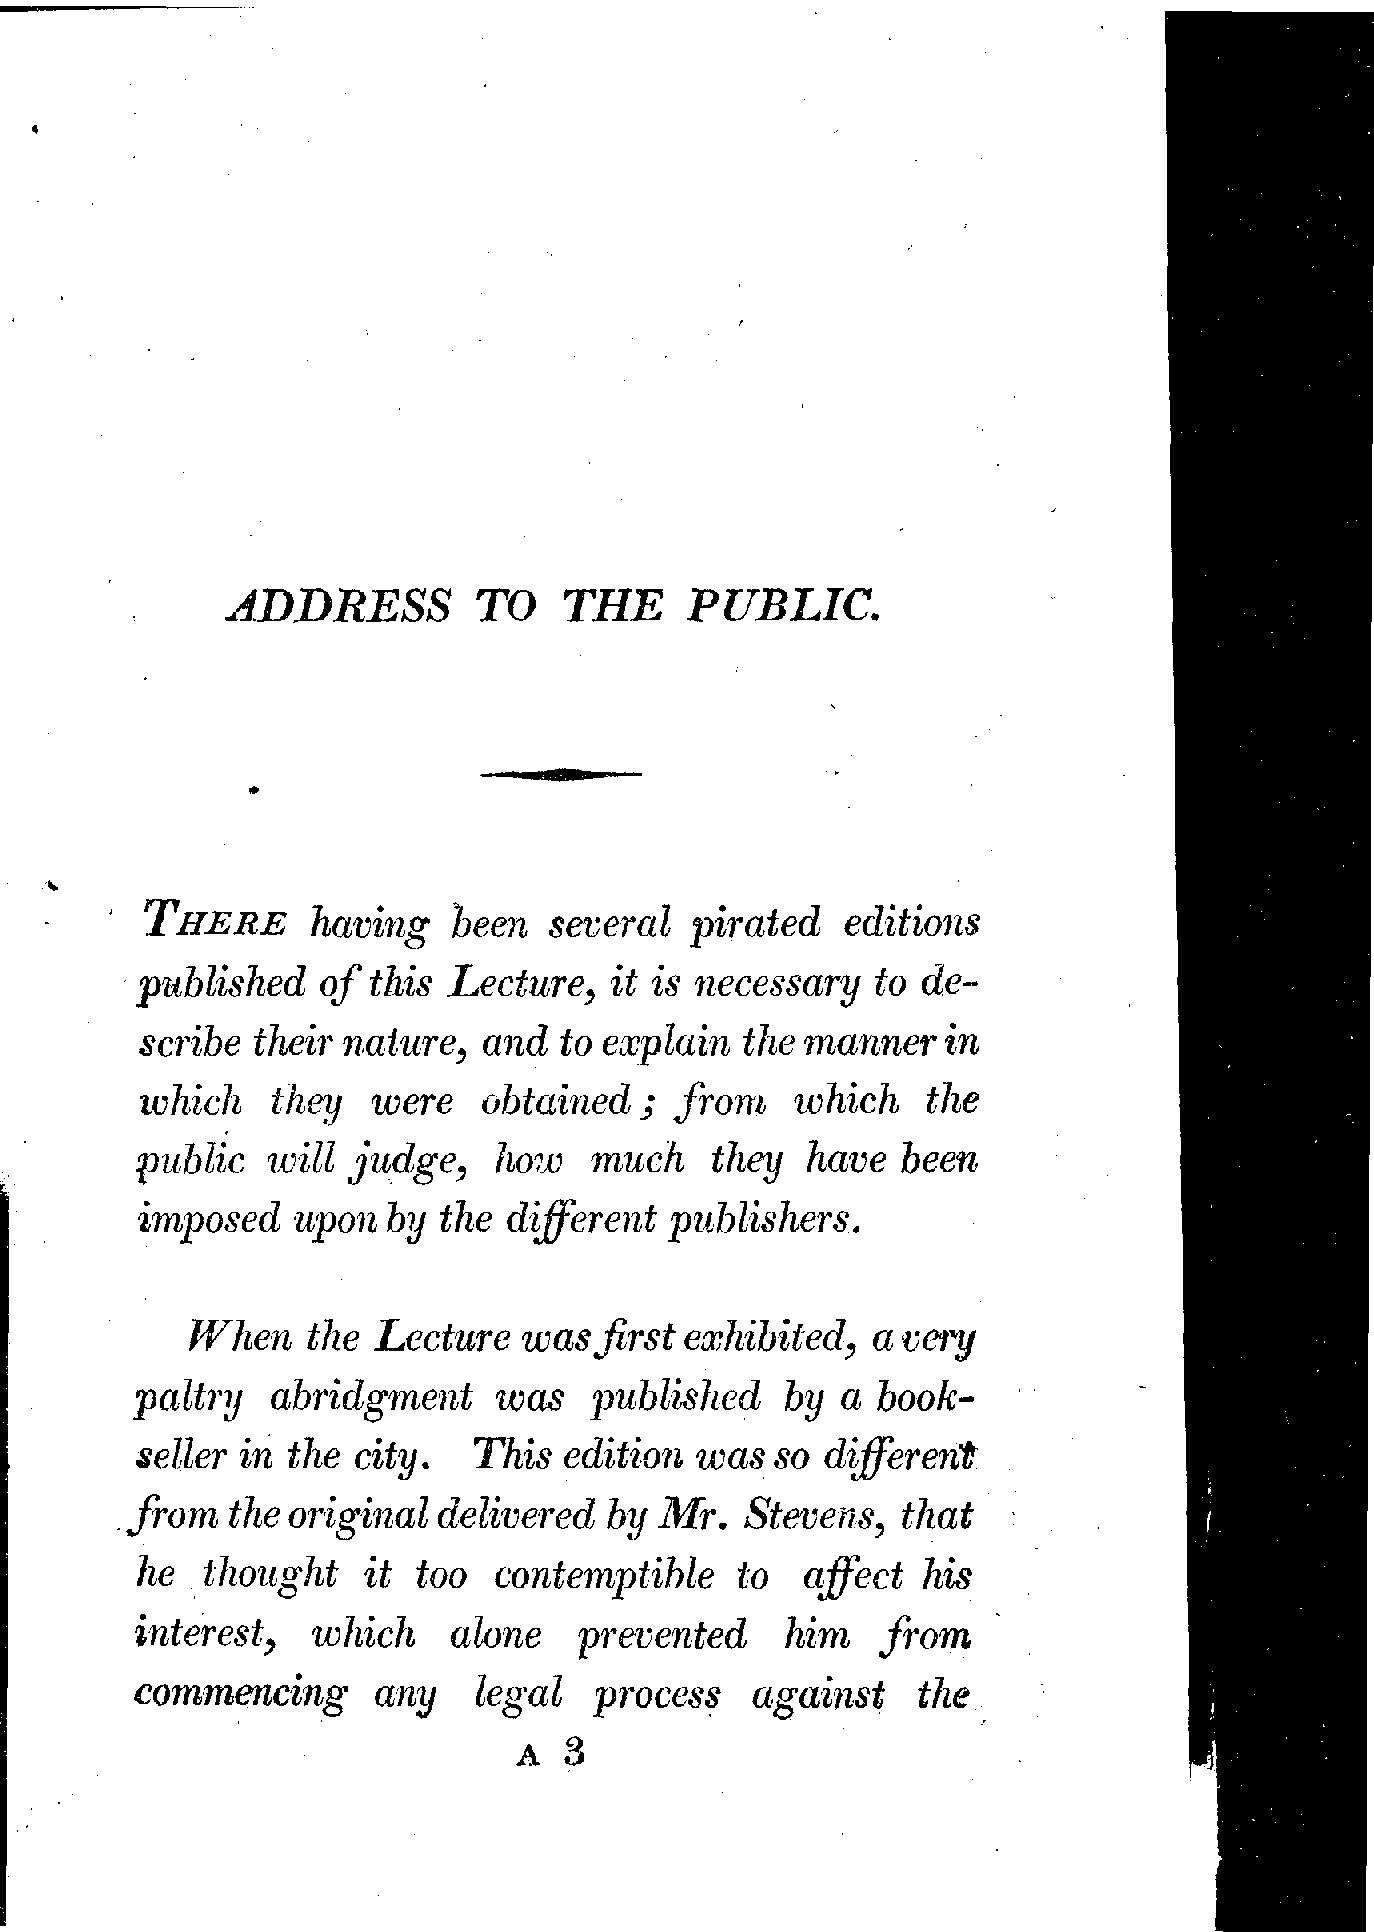 ADDRESS TO THE PUBLIC.
THERE having been several pirated editions
published of this Lecture, it is necessary to de-
scribe their nature, and to explain the manner in
which they were obtained; from which the
public will judge, how much they have been
imposed upon by the different publishers.
When the Lecture was first exhibited, a very
paltry abridgment was published by a book-
seller in the city. This edition was so different
from the original delivered by Mr. Stevens, that
he thought it too contemptible to affect his
interest, which alone prevented him from
commencing any legal process against the
A 3